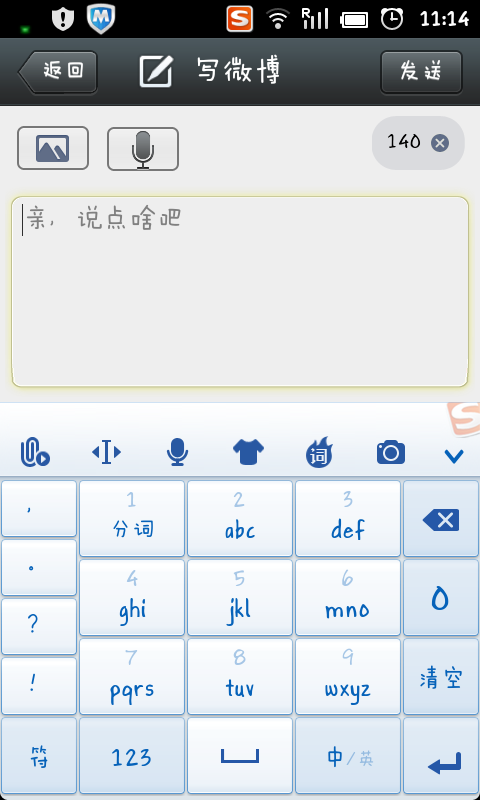 M S R 11:14
返回 写微博 发送
140
亲，说点啥吧
S
词
, 1 2 3
分词 abc def
。 4 5 6 0
ghi jkl mno
? 7 8 9
pqrs tuv wxyz 清空
!
符 123 中/英